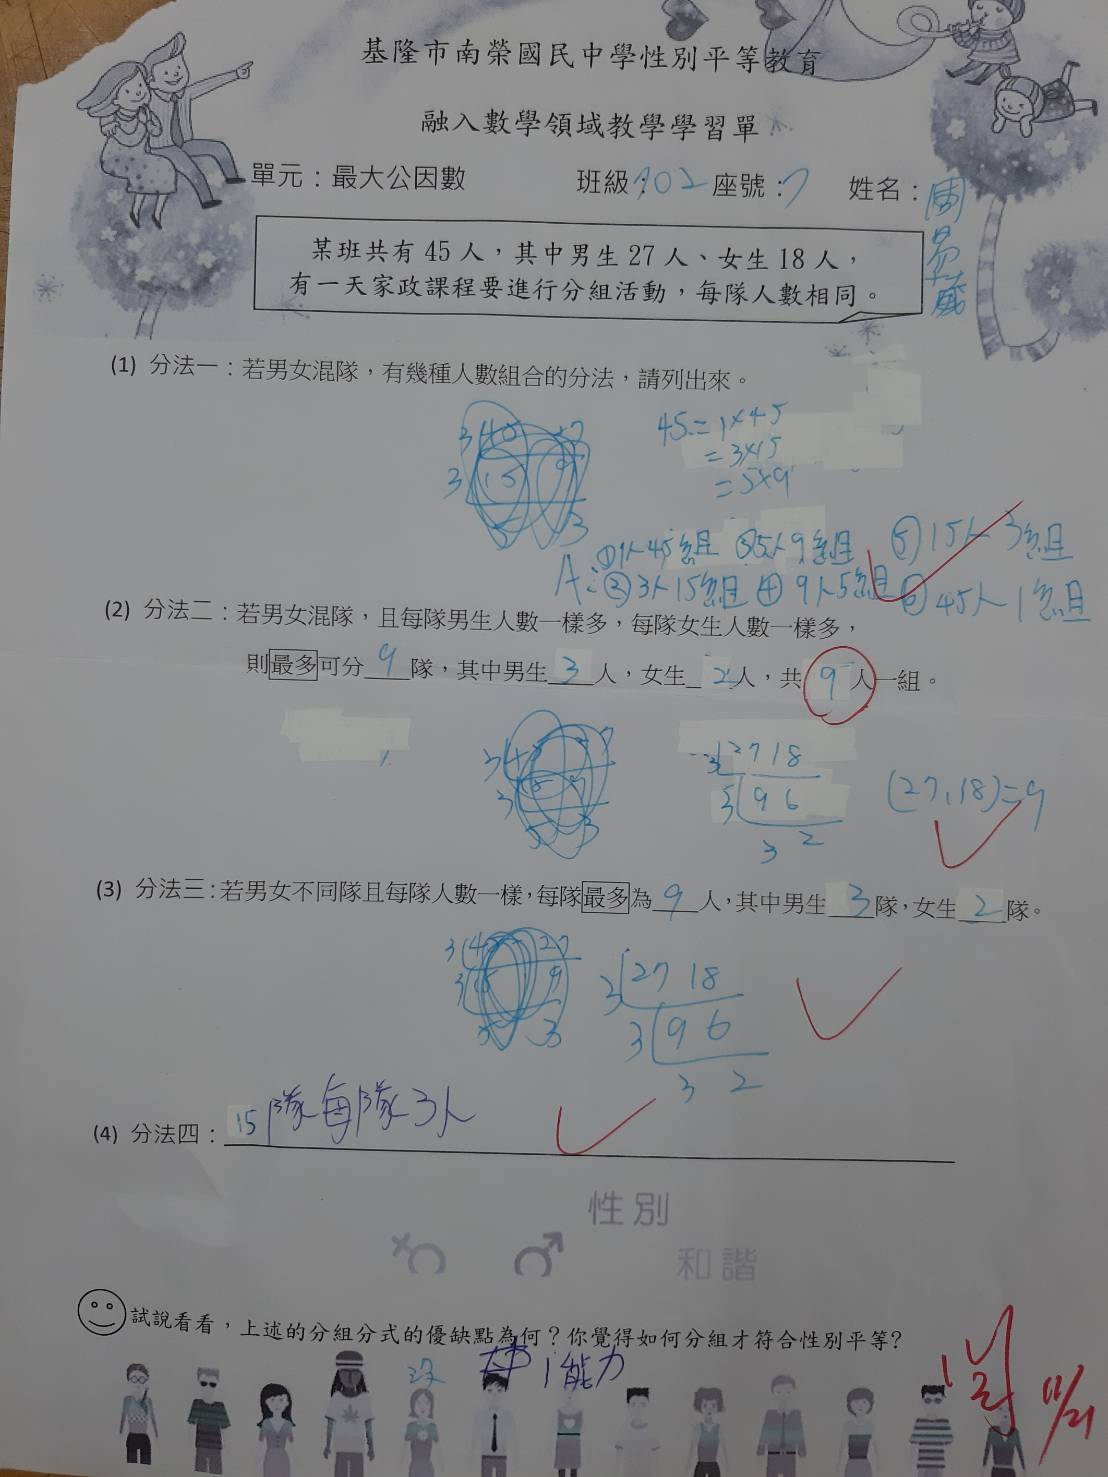 基隆市南榮國民中學性別平等教育
融入數學領域教學學習單
單元：最大公因數 班級：902 座號：7 姓名：周易葳
某班共有 45 人，其中男生 27 人、女生 18 人，
有一天家政課程要進行分組活動，每隊人數相同。
(1) 分法一：若男女混隊，有幾種人數組合的分法，請列出來。
45=1×45
=3×15
=5×9
A:①1人45組 ③5人9組 ⑤15人3組
②3人15組 ④9人5組 ⑥45人1組
(2) 分法二：若男女混隊，且每隊男生人數一樣多，每隊女生人數一樣多，
則最多可分9隊，其中男生3人，女生2人，共9人一組。
3 27 18
3 9 6
3 2
(27,18)=9
(3) 分法三：若男女不同隊且每隊人數一樣，每隊最多為9人，其中男生3隊，女生2隊。
3 27 18
3 9 6
3 2
(4) 分法四：15隊每隊3人
性別
和諧
試說看看，上述的分組分式的優缺點為何？你覺得如何分組才符合性別平等?
能力
11/21